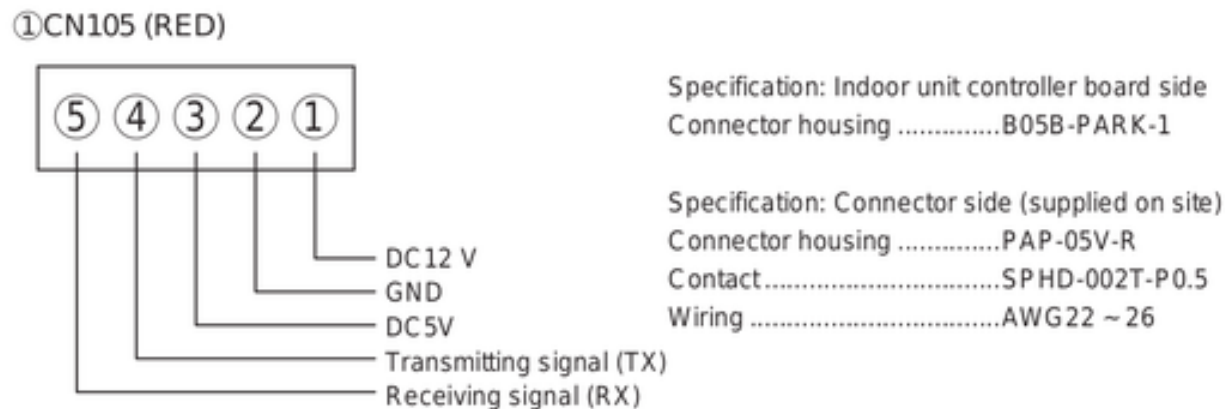 ①CN105 (RED)
⑤ ④ ③ ② ①
DC12 V
GND
DC5V
Transmitting signal (TX)
Receiving signal (RX)
Specification: Indoor unit controller board side
Connector housing ...............B05B-PARK-1
Specification: Connector side (supplied on site)
Connector housing ..............PAP-05V-R
Contact................................SPHD-002T-P0.5
Wiring ..................................AWG22 ~ 26